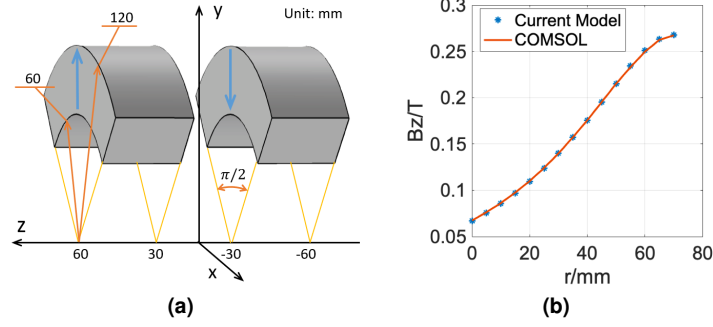 120
y
Unit: mm
60
π/2
z
60
30
-30
-60
x
(a)
0.3
0.25
0.2
0.15
0.1
0.05
Bz/T
Current Model
COMSOL
0
20
40
60
80
r/mm
(b)